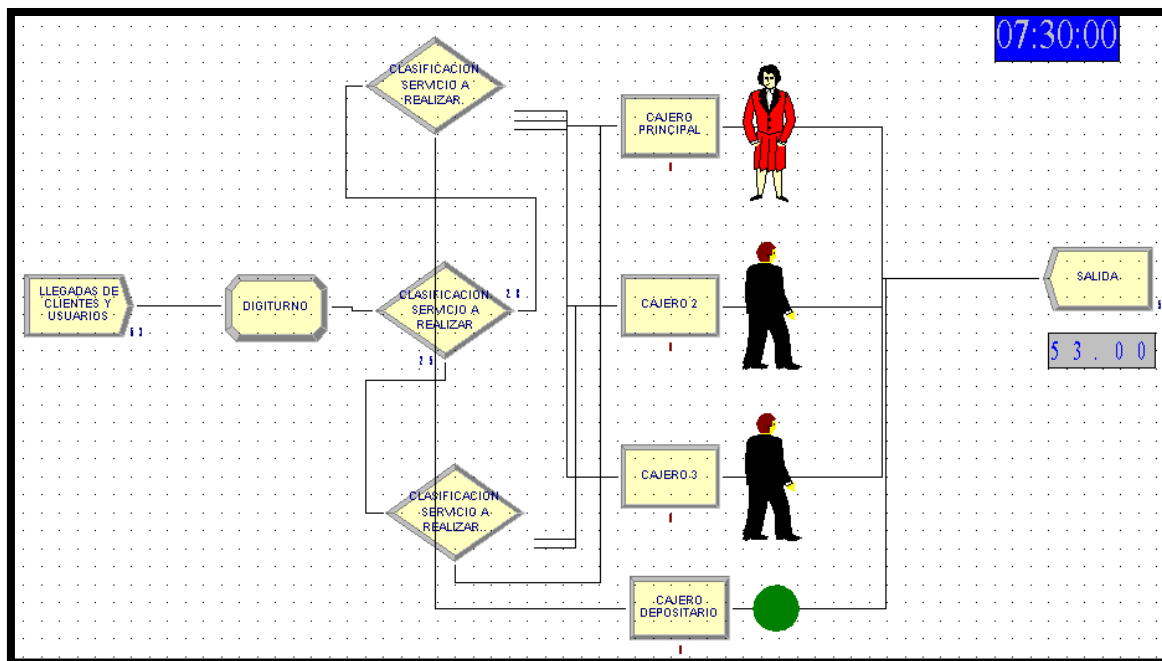 07:30:00
CLASIFICACION
SERVICIO A
REALIZAR.
CAJERO
PRINCIPAL
LLEGADAS DE
CLIENTES Y
USUARIOS
DIGITURNO
CLASIFICACION
SERVICIO A
REALIZAR
CAJERO 2
SALIDA.
53.00
CAJERO.3
CLASIFICACION
SERVICIO A
REALIZAR..
CAJERO
DEPOSITARIO